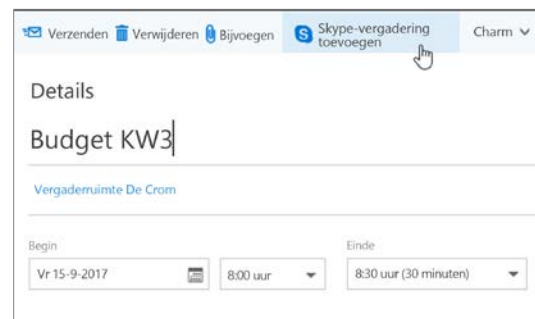 Verzenden Verwijderen Bijvoegen Skype-vergadering toevoegen Charm
Details
Budget KW3
Vergaderruimte De Crom
Begin Einde
Vr 15-9-2017 8:00 uur 8:30 uur (30 minuten)